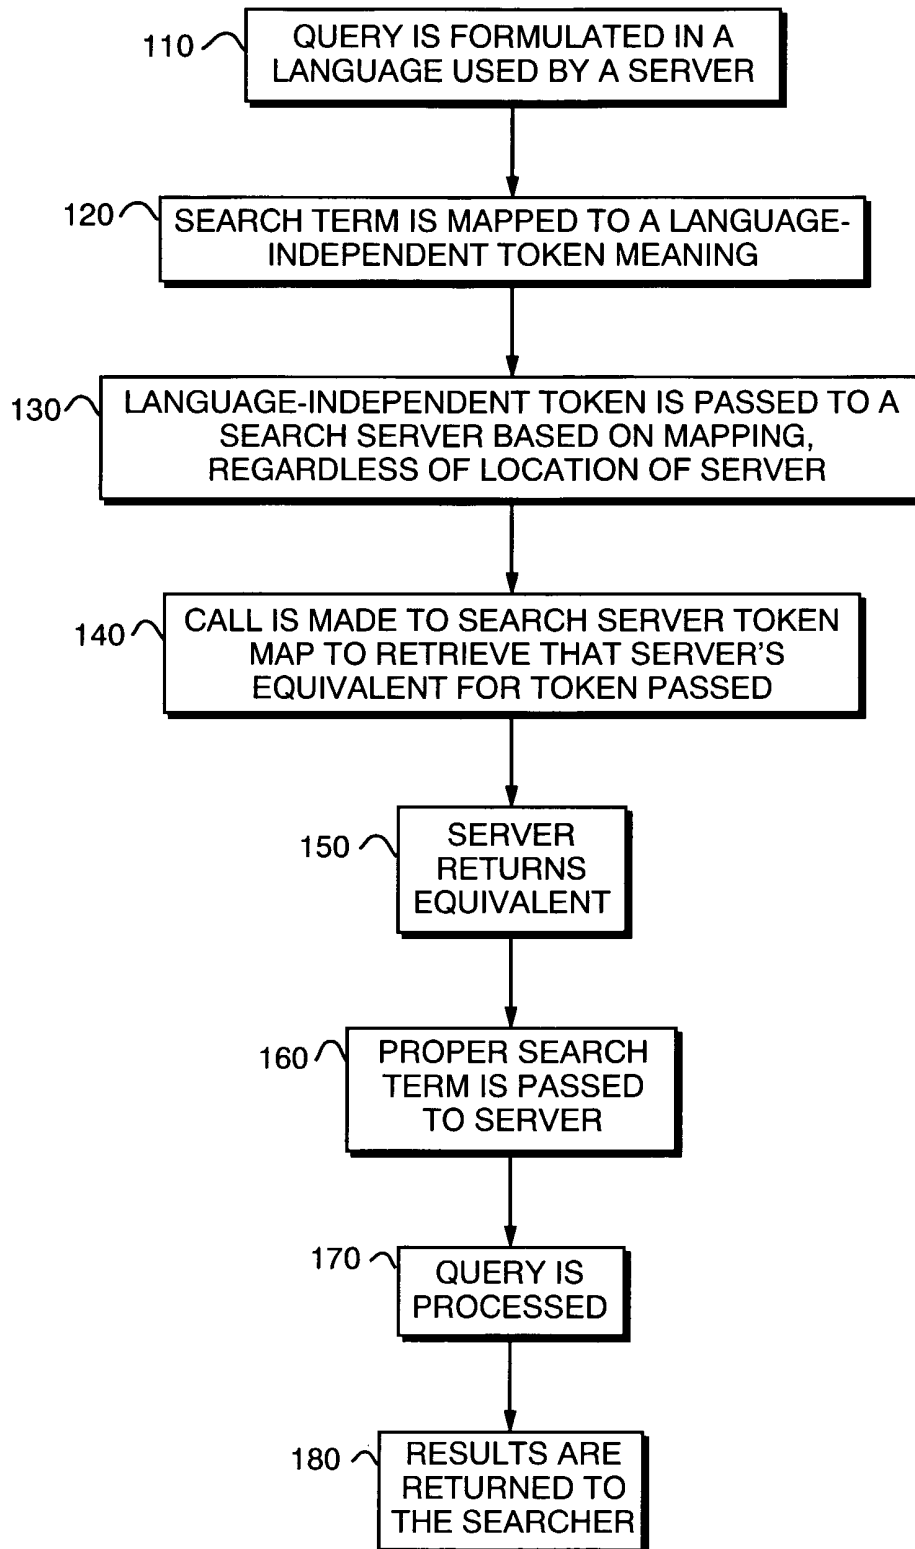 110
QUERY IS FORMULATED IN A
LANGUAGE USED BY A SERVER
120
SEARCH TERM IS MAPPED TO A LANGUAGE-
INDEPENDENT TOKEN MEANING
130
LANGUAGE-INDEPENDENT TOKEN IS PASSED TO A
SEARCH SERVER BASED ON MAPPING,
REGARDLESS OF LOCATION OF SERVER
140
CALL IS MADE TO SEARCH SERVER TOKEN
MAP TO RETRIEVE THAT SERVER'S
EQUIVALENT FOR TOKEN PASSED
150
SERVER
RETURNS
EQUIVALENT
160
PROPER SEARCH
TERM IS PASSED
TO SERVER
170
QUERY IS
PROCESSED
180
RESULTS ARE
RETURNED TO
THE SEARCHER